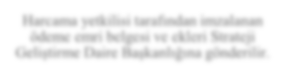 Harcama yetkilisi tarafından imzalanan
ödeme emri belgesi ve ekleri Strateji
Geliştirme Daire Başkanlığına gönderilir.